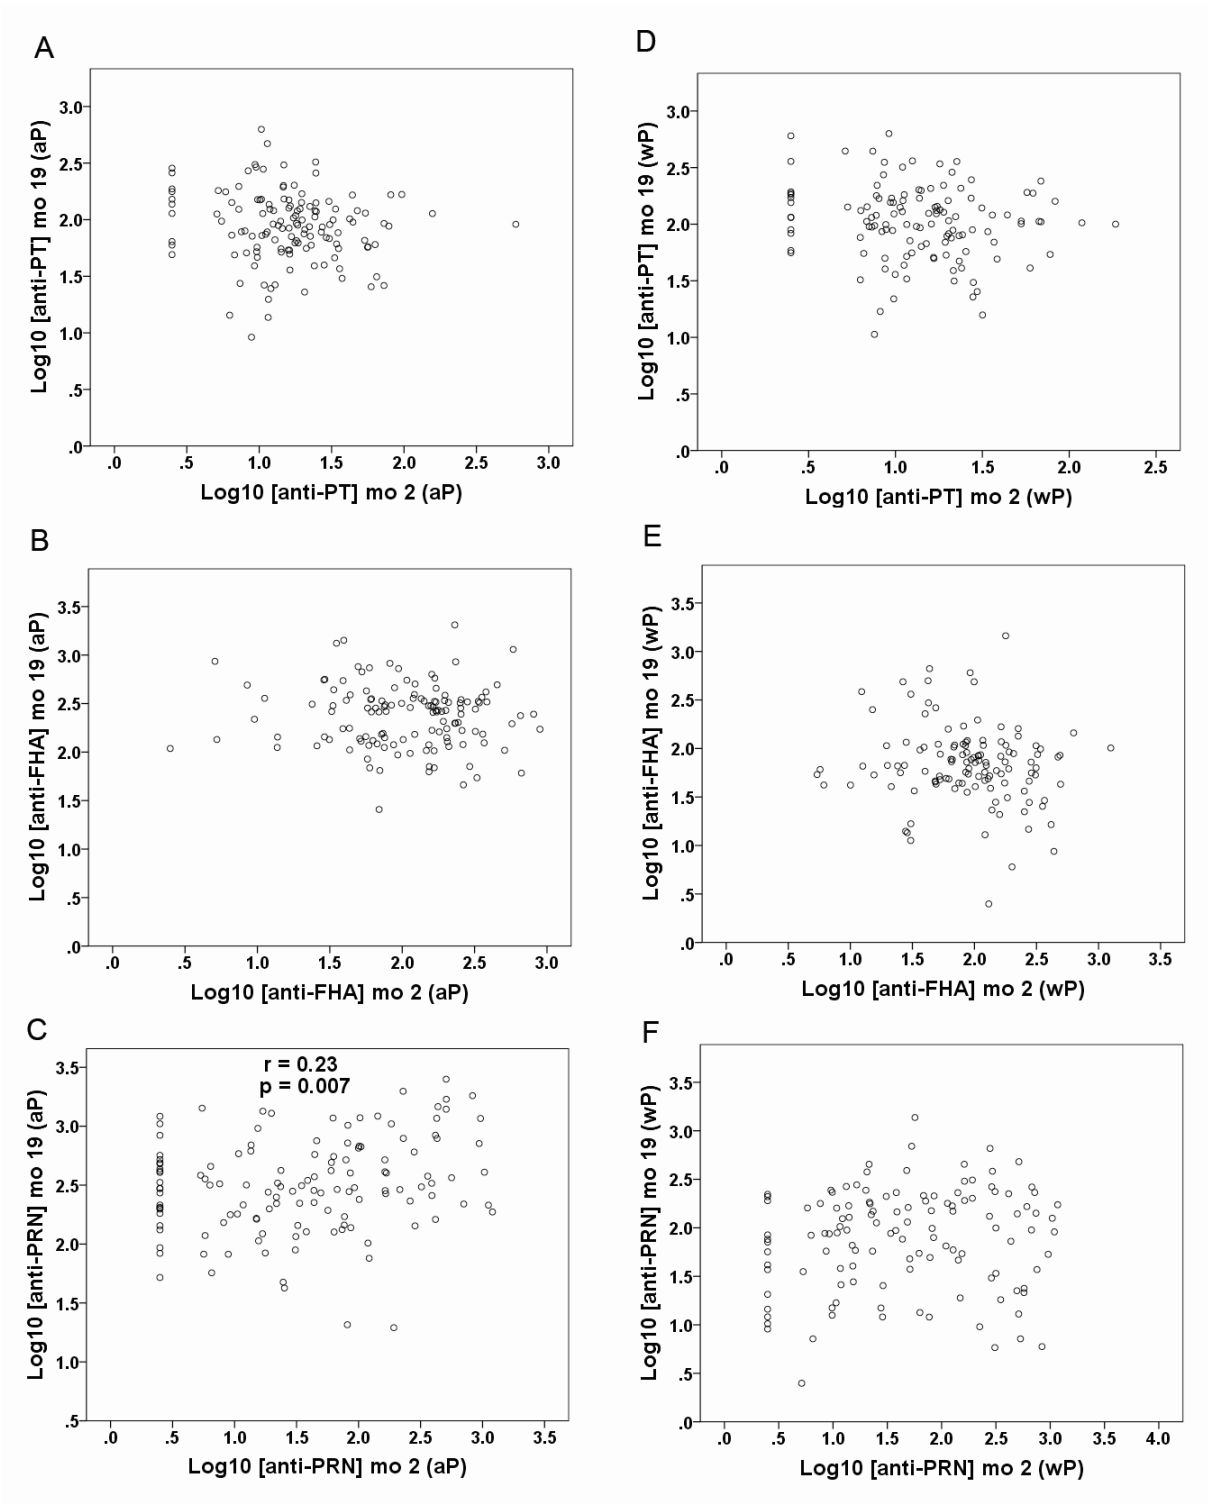 A
Log10 [anti-PT] mo 19 (aP)
3.0
2.5
2.0
1.5
1.0
.5
.0
.0 .5 1.0 1.5 2.0 2.5 3.0
Log10 [anti-PT] mo 2 (aP)
D
Log10 [anti-PT] mo 19 (wP)
3.0
2.5
2.0
1.5
1.0
.5
.0
.0 .5 1.0 1.5 2.0 2.5
Log10 [anti-PT] mo 2 (wP)
B
Log10 [anti-FHA] mo 19 (aP)
3.5
3.0
2.5
2.0
1.5
1.0
.5
.0
.0 .5 1.0 1.5 2.0 2.5 3.0
Log10 [anti-FHA] mo 2 (aP)
E
Log10 [anti-FHA] mo 19 (wP)
3.5
3.0
2.5
2.0
1.5
1.0
.5
.0
.0 .5 1.0 1.5 2.0 2.5 3.0 3.5
Log10 [anti-FHA] mo 2 (wP)
C
r = 0.23
p = 0.007
Log10 [anti-PRN] mo 19 (aP)
3.5
3.0
2.5
2.0
1.5
1.0
.5
.0 .5 1.0 1.5 2.0 2.5 3.0 3.5
Log10 [anti-PRN] mo 2 (aP)
F
Log10 [anti-PRN] mo 19 (wP)
3.5
3.0
2.5
2.0
1.5
1.0
.5
.0
.0 .5 1.0 1.5 2.0 2.5 3.0 3.5 4.0
Log10 [anti-PRN] mo 2 (wP)